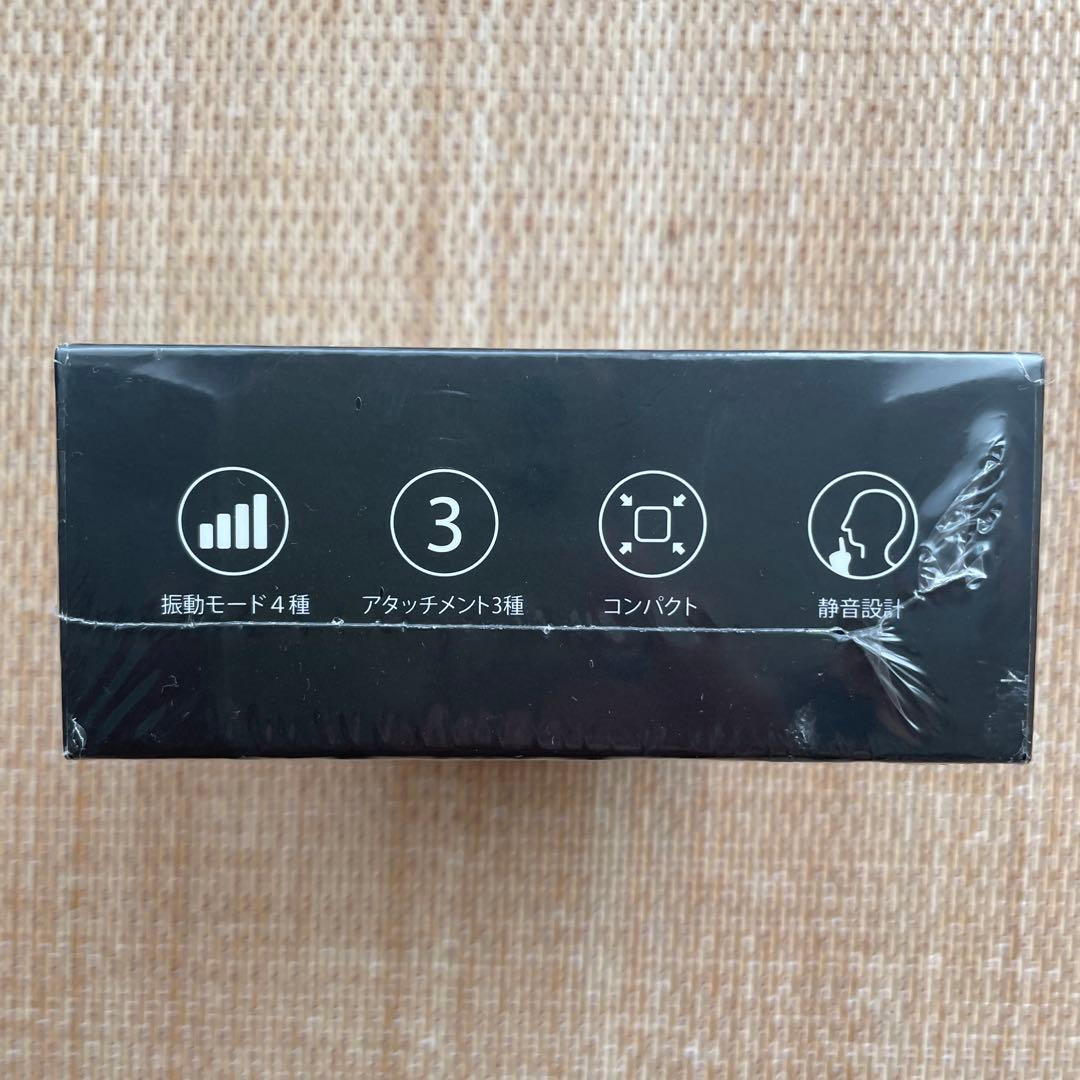 3
振動モード４種
アタッチメント3種
コンパクト
静音設計